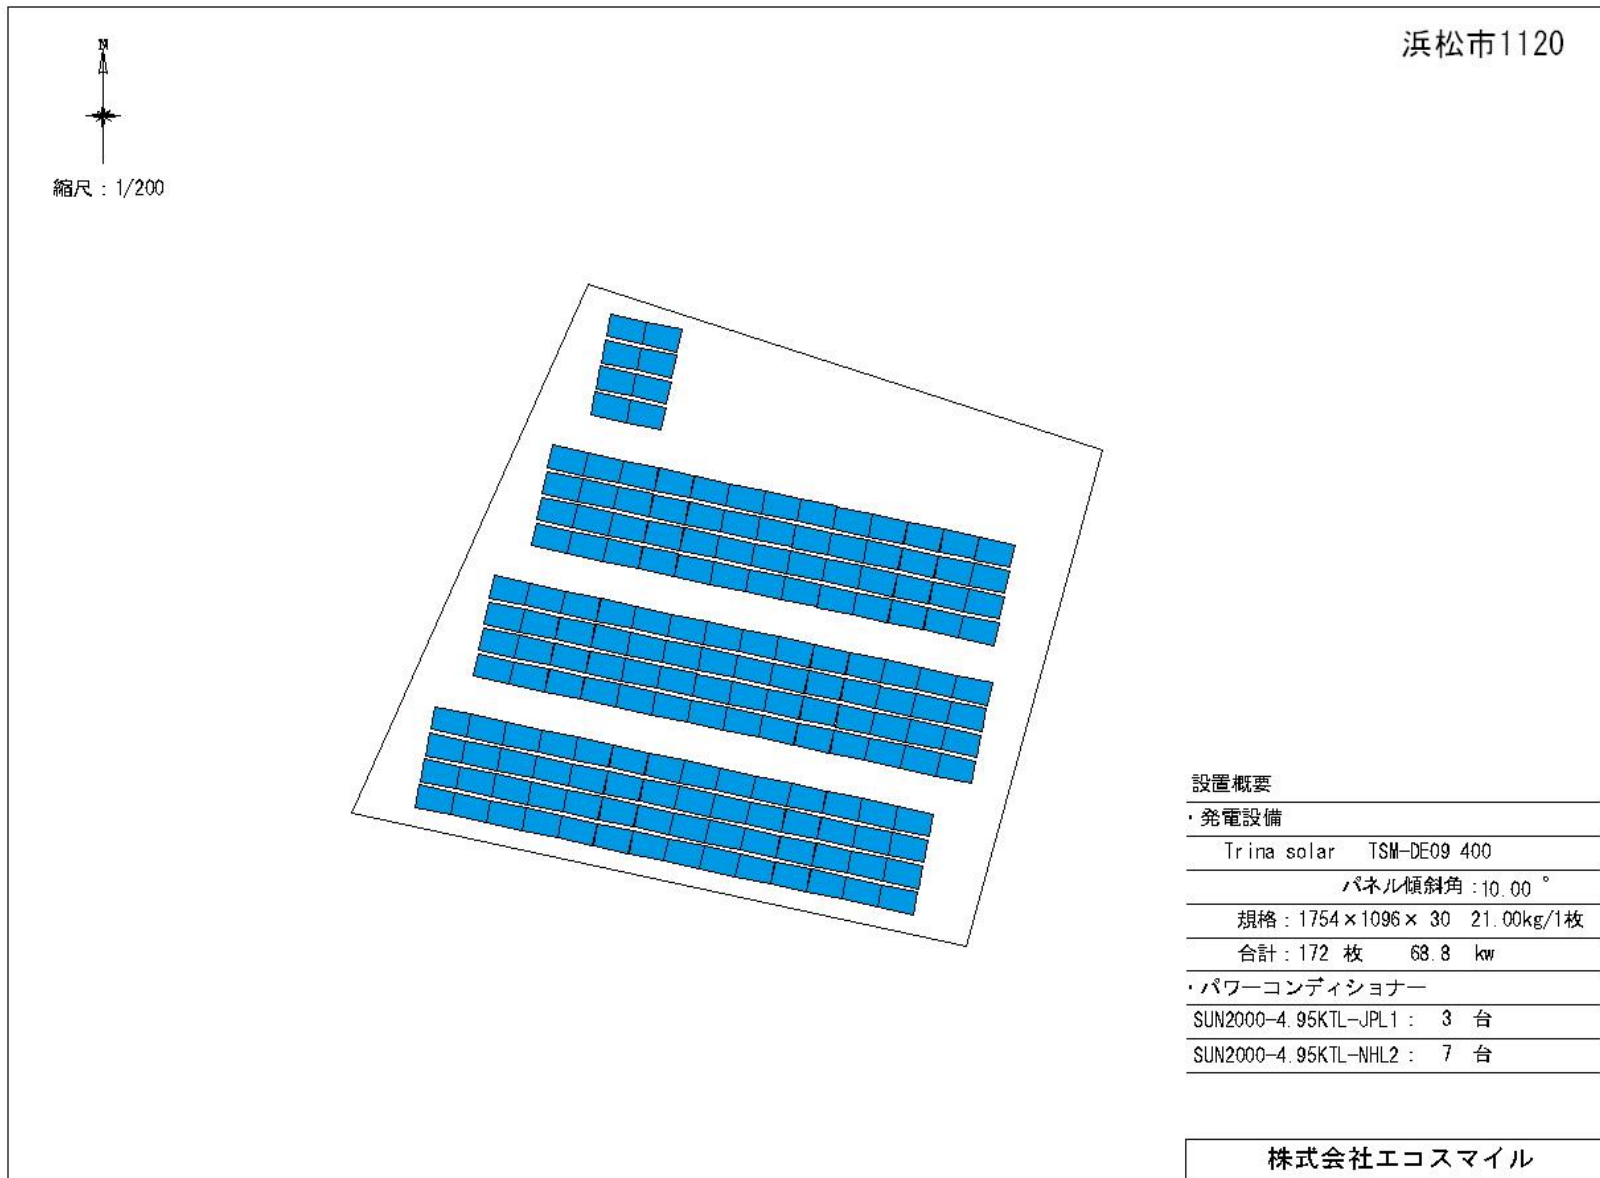 浜松市1120
N
縮尺：1/200
設置概要
・発電設備
Trina solar TSM-DE09 400
パネル傾斜角：10.00 °
規格：1754×1096× 30 21.00kg/1枚
合計：172 枚 68.8 kw
・パワーコンディショナー
SUN2000-4.95KTL-JPL1： 3 台
SUN2000-4.95KTL-NHL2： 7 台
株式会社エコスマイル